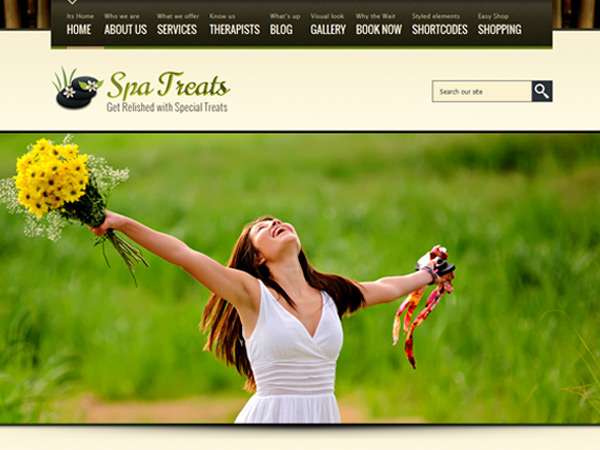 Its Home Who we are What we offer Know us What's up Visual look Why the Wait Styled elements Easy Shop
HOME ABOUT US SERVICES THERAPISTS BLOG GALLERY BOOK NOW SHORTCODES SHOPPING
Spa Treats
Get Relished with Special Treats
Search our site